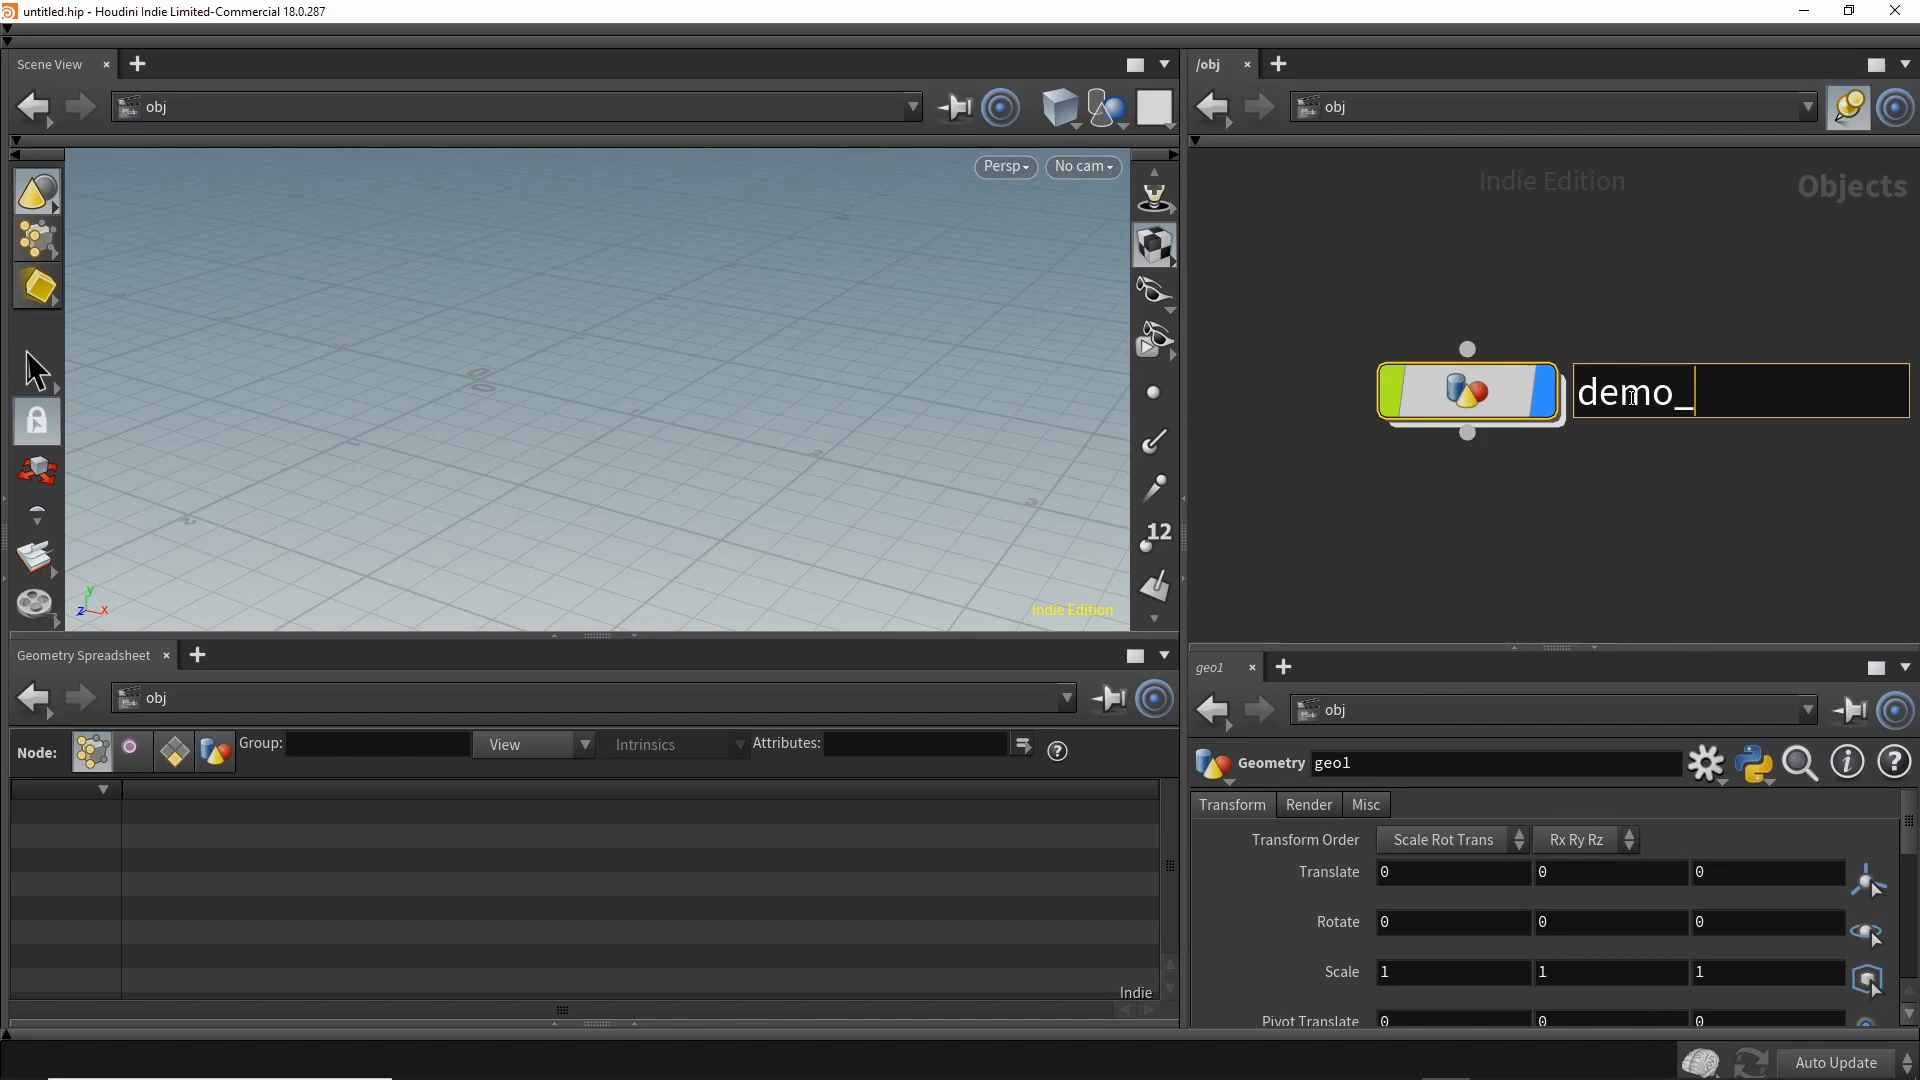 untitled.hip - Houdini Indie Limited-Commercial 18.0.287
Scene View
/obj
obj
obj
Persp
No cam
Indie Edition
Objects
demo_
12
z y x
Indie Edition
Geometry Spreadsheet
geo1
obj
obj
Node:
Group:
View
Intrinsics
Attributes:
Geometry
geo1
Transform
Render
Misc
Transform Order
Scale Rot Trans
Rx Ry Rz
Translate
0
0
0
Rotate
0
0
0
Scale
1
1
1
Indie
Pivot Translate
0
0
0
Auto Update